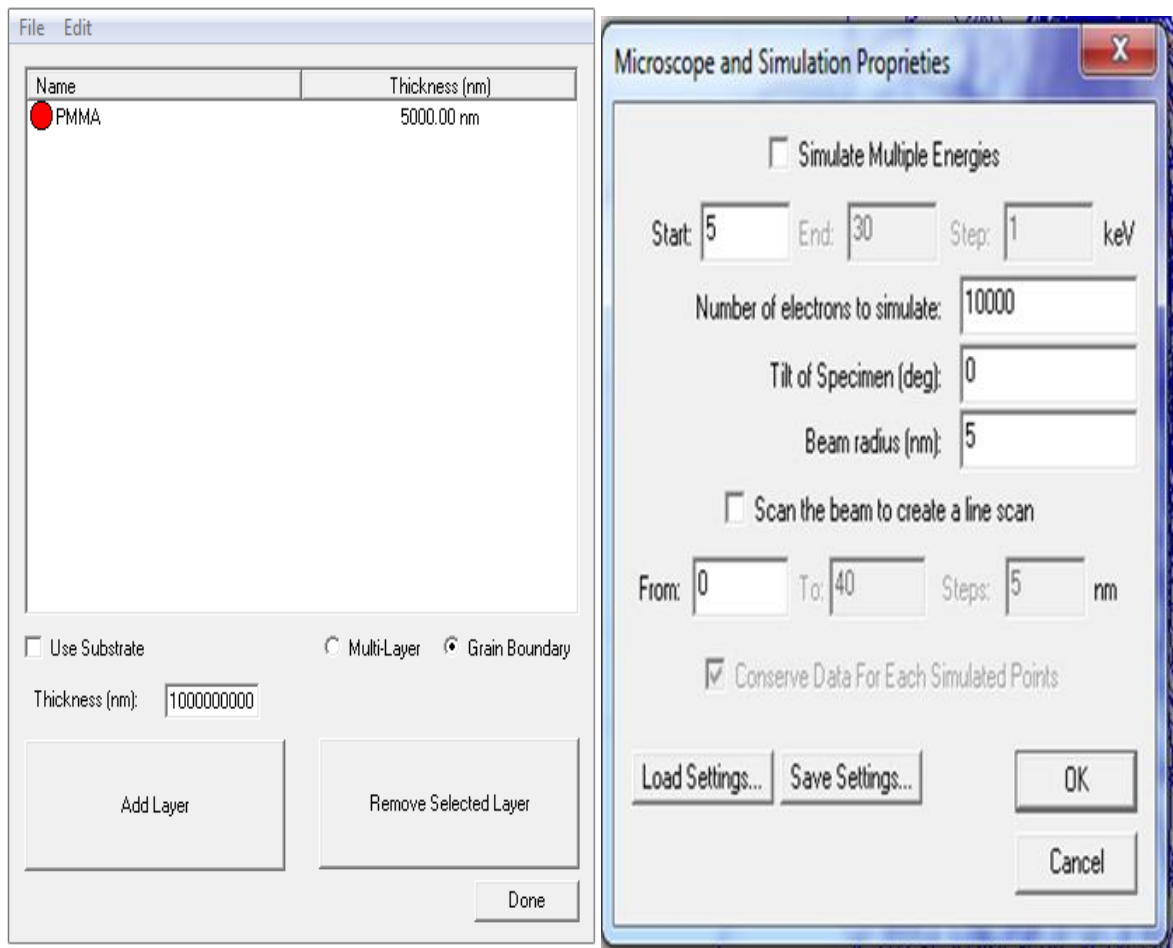 File Edit
Name Thickness (nm)
PMMA 5000.00 nm
Use Substrate Multi-Layer Grain Boundary
Thickness (nm): 1000000000
Add Layer Remove Selected Layer
Done
Microscope and Simulation Proprieties X
Simulate Multiple Energies
Start: 5 End: 30 Step: 1 keV
Number of electrons to simulate: 10000
Tilt of Specimen (deg): 0
Beam radius (nm): 5
Scan the beam to create a line scan
From: 0 To: 40 Steps: 5 nm
Conserve Data For Each Simulated Points
Load Settings... Save Settings... OK
Cancel